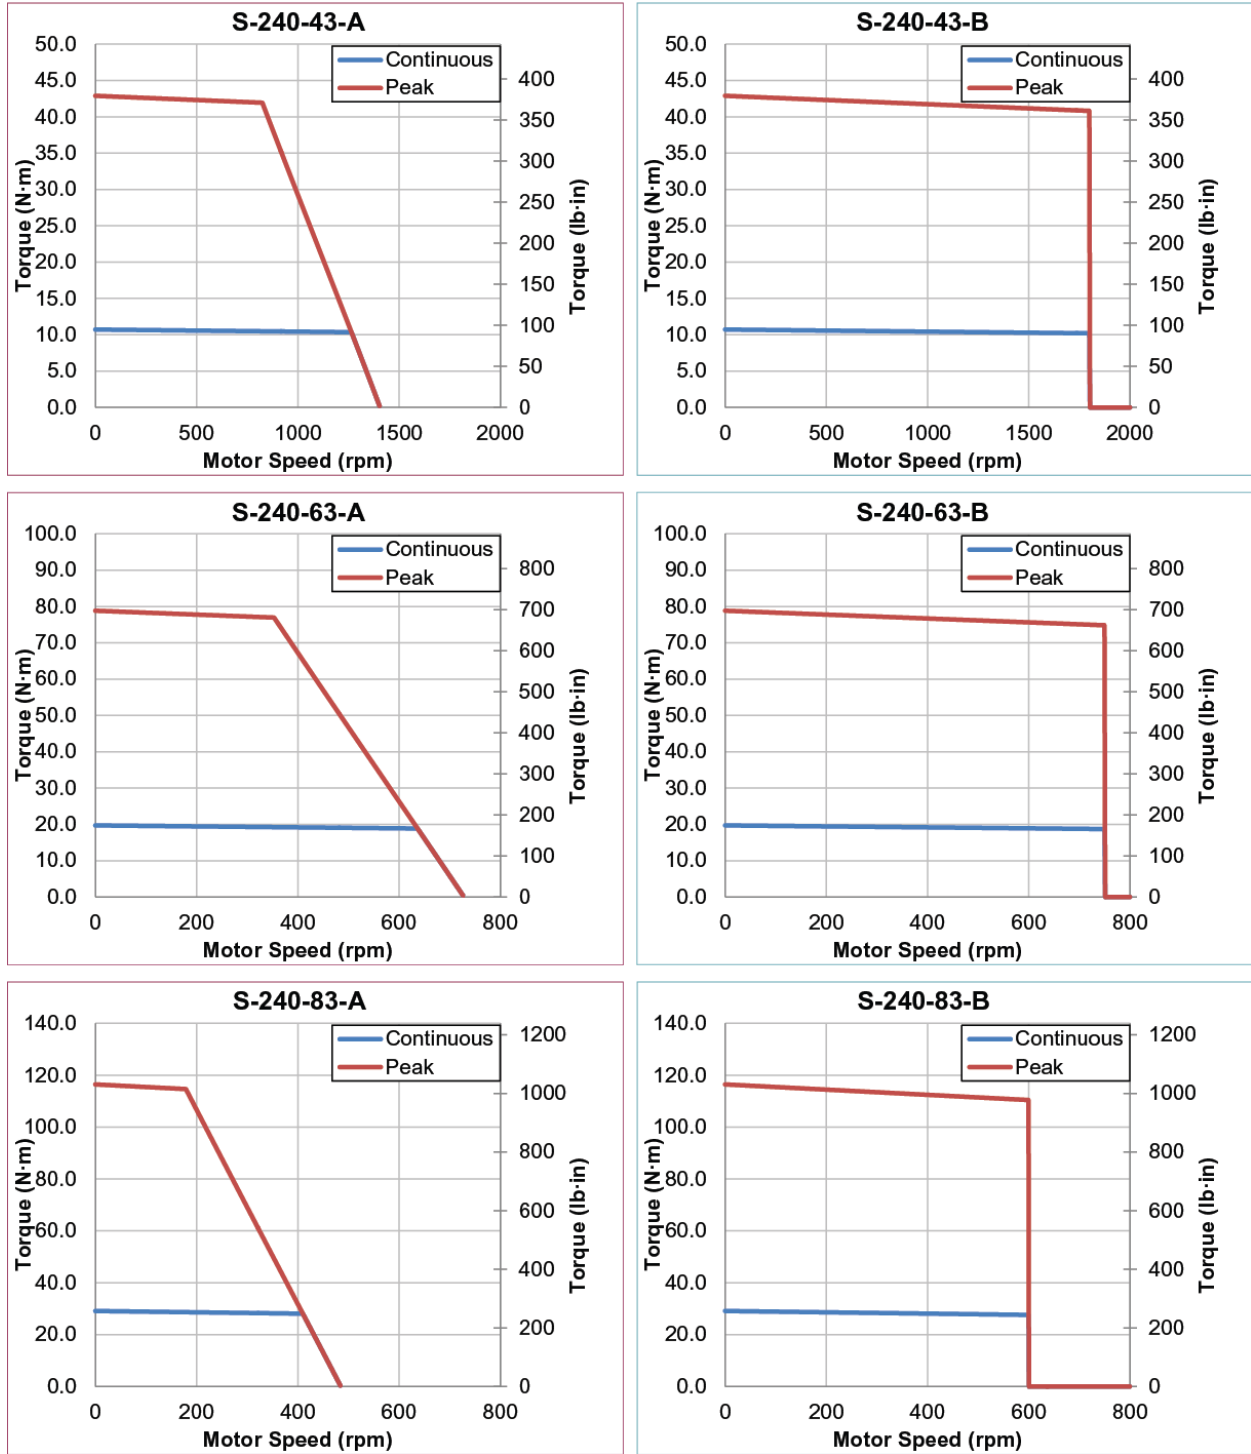 S-240-43-A
Continuous
Peak
50.0
45.0
40.0
35.0
30.0
25.0
20.0
15.0
10.0
5.0
0.0
Torque (N·m)
400
350
300
250
200
150
100
50
0
Torque (lb·in)
0 500 1000 1500 2000
Motor Speed (rpm)
S-240-43-B
Continuous
Peak
50.0
45.0
40.0
35.0
30.0
25.0
20.0
15.0
10.0
5.0
0.0
Torque (N·m)
400
350
300
250
200
150
100
50
0
Torque (lb·in)
0 500 1000 1500 2000
Motor Speed (rpm)
S-240-63-A
Continuous
Peak
100.0
90.0
80.0
70.0
60.0
50.0
40.0
30.0
20.0
10.0
0.0
Torque (N·m)
800
700
600
500
400
300
200
100
0
Torque (lb·in)
0 200 400 600 800
Motor Speed (rpm)
S-240-63-B
Continuous
Peak
100.0
90.0
80.0
70.0
60.0
50.0
40.0
30.0
20.0
10.0
0.0
Torque (N·m)
800
700
600
500
400
300
200
100
0
Torque (lb·in)
0 200 400 600 800
Motor Speed (rpm)
S-240-83-A
Continuous
Peak
140.0
120.0
100.0
80.0
60.0
40.0
20.0
0.0
Torque (N·m)
1200
1000
800
600
400
200
0
Torque (lb·in)
0 200 400 600 800
Motor Speed (rpm)
S-240-83-B
Continuous
Peak
140.0
120.0
100.0
80.0
60.0
40.0
20.0
0.0
Torque (N·m)
1200
1000
800
600
400
200
0
Torque (lb·in)
0 200 400 600 800
Motor Speed (rpm)